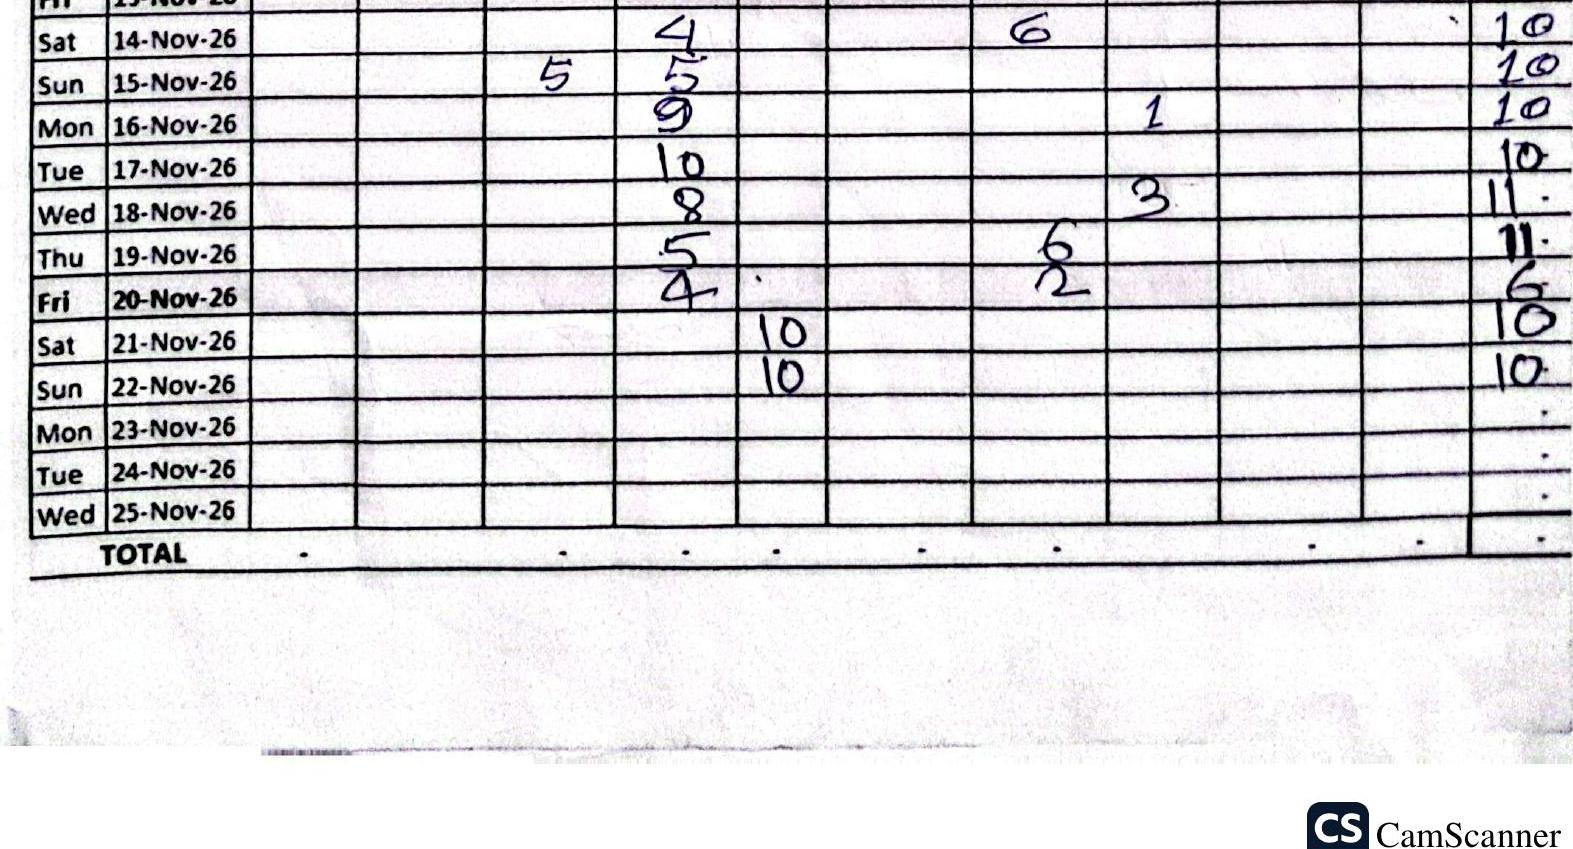 Sat 14-Nov-26 4 6 10
Sun 15-Nov-26 5 5 10
Mon 16-Nov-26 9 1 10
Tue 17-Nov-26 10 10
Wed 18-Nov-26 8 3 11
Thu 19-Nov-26 5 6 11
Fri 20-Nov-26 4 2 6
Sat 21-Nov-26 10 10
Sun 22-Nov-26 10 10
Mon 23-Nov-26
Tue 24-Nov-26
Wed 25-Nov-26
TOTAL - - - - - - - - -
CS CamScanner